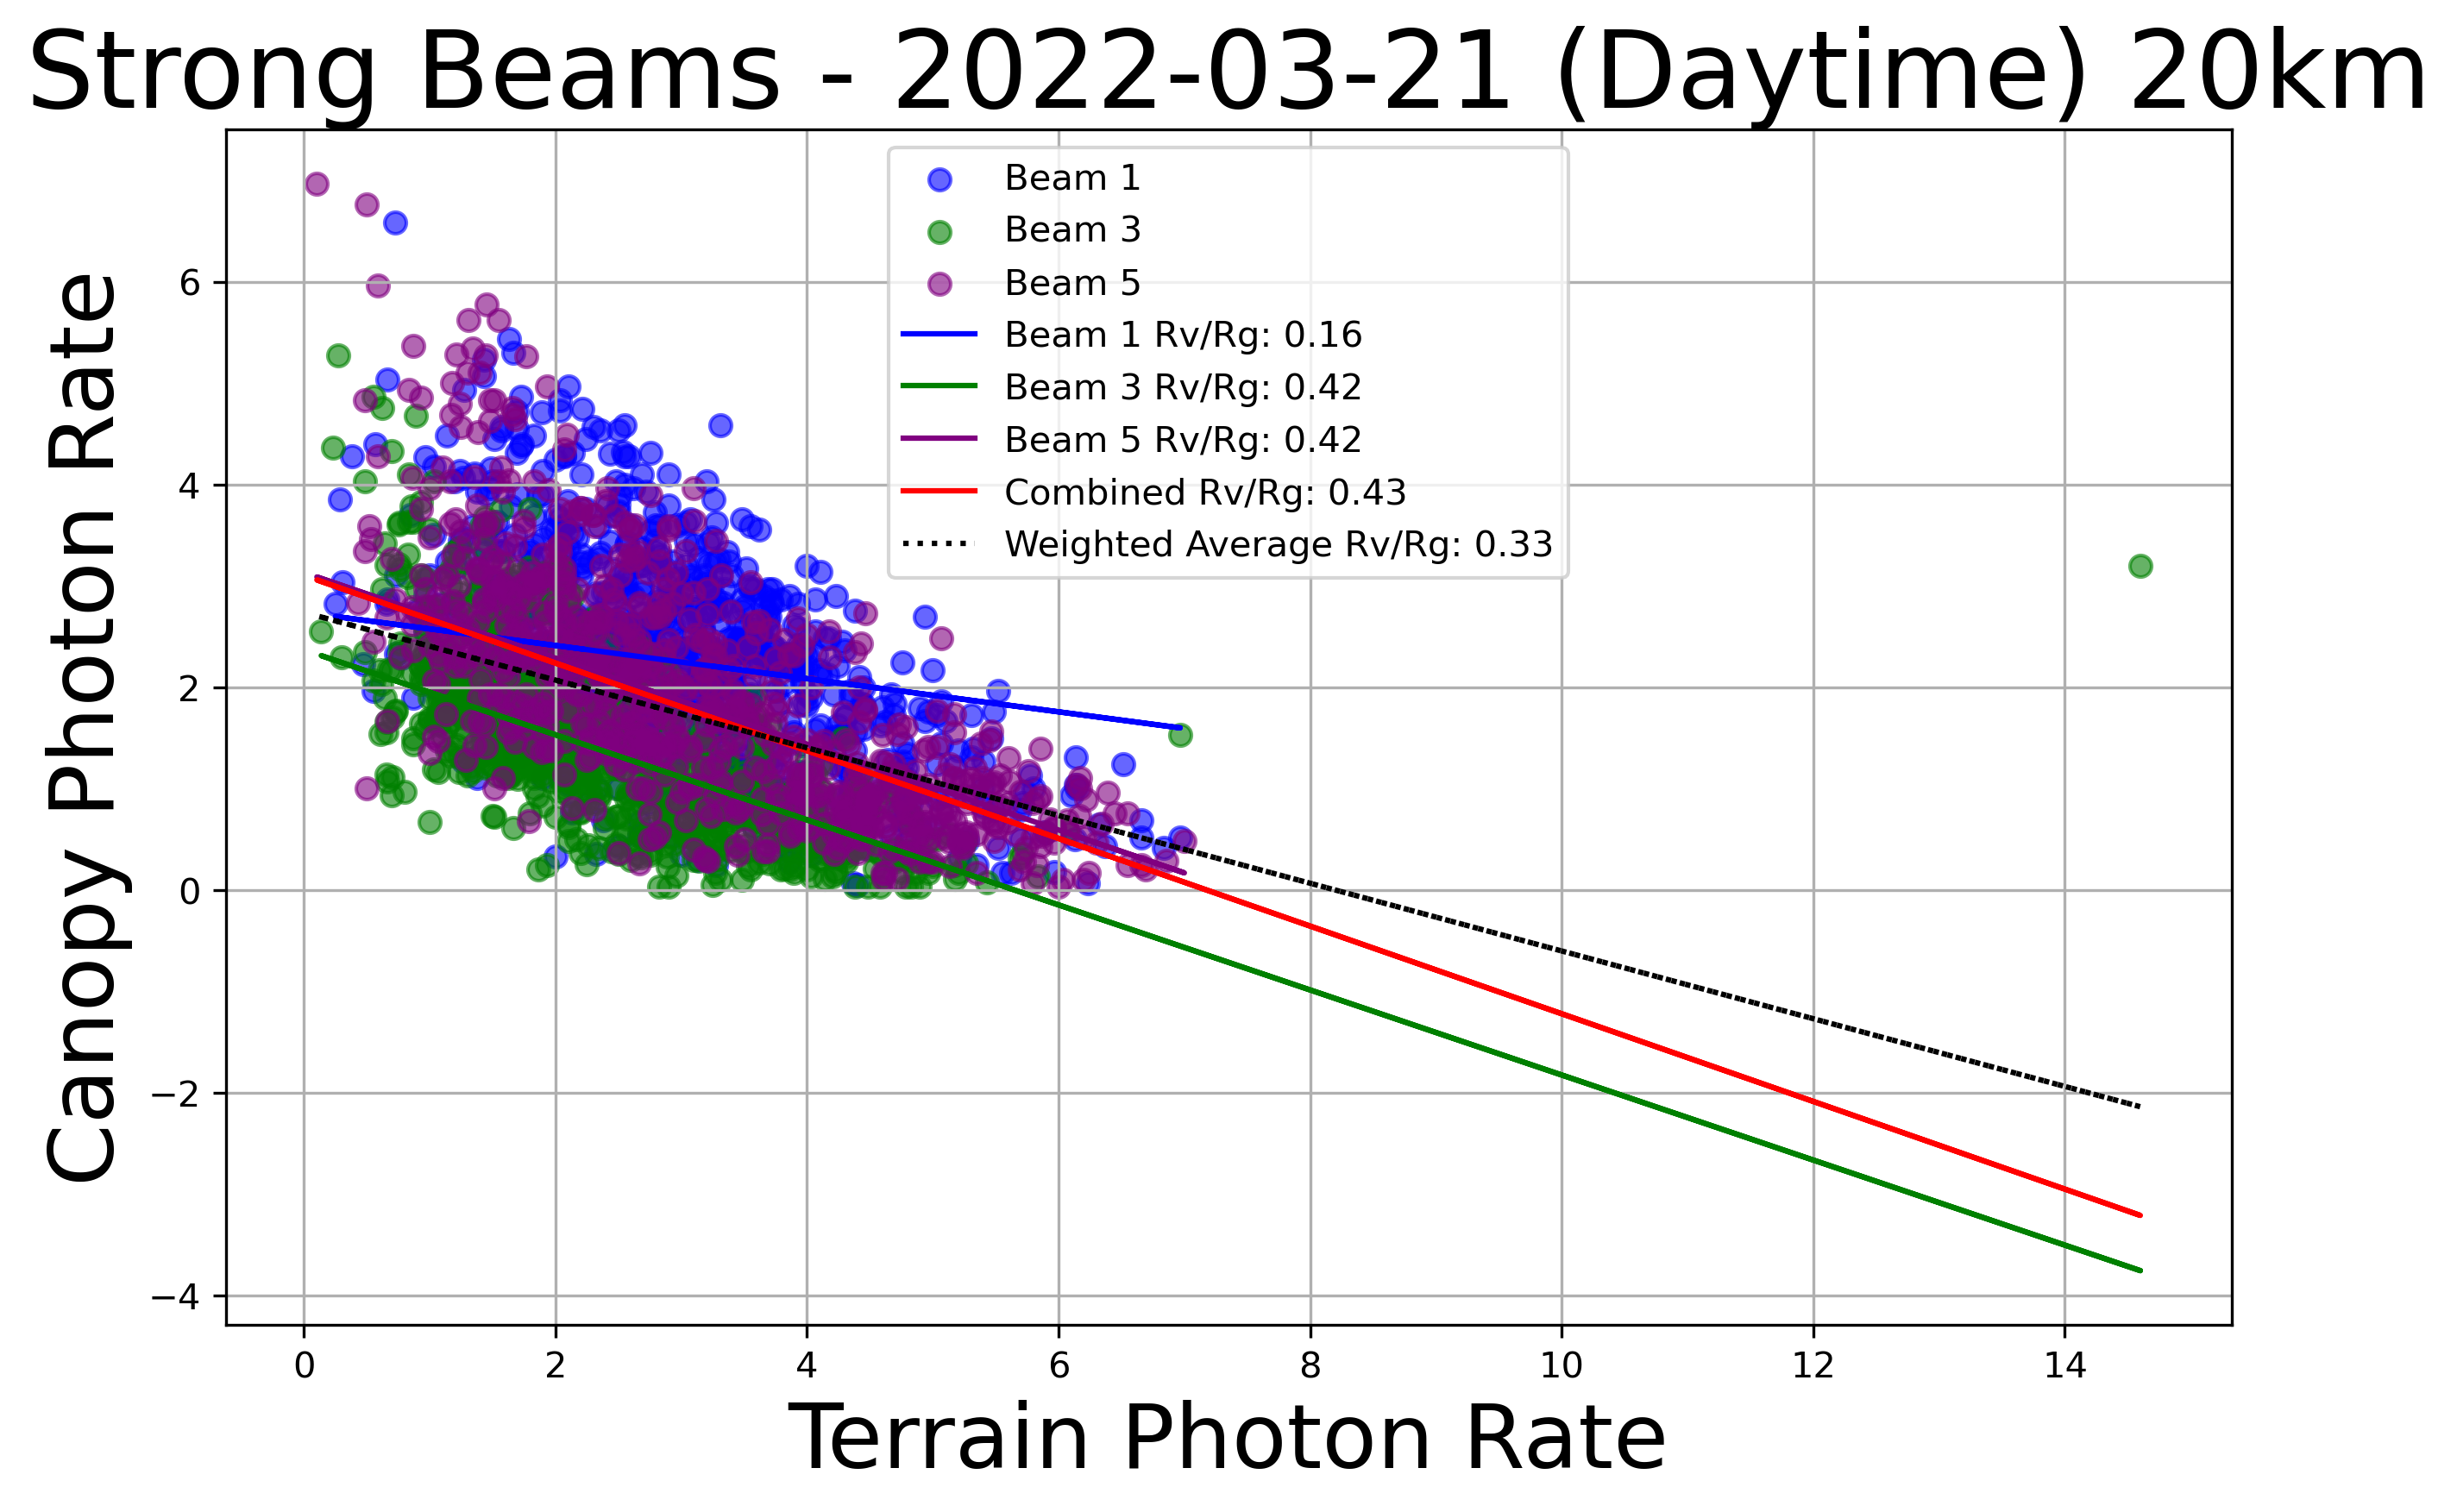 Strong Beams - 2022-03-21 (Daytime) 20km
Beam 1
Beam 3
Beam 5
Beam 1 Rv/Rg: 0.16
Beam 3 Rv/Rg: 0.42
Beam 5 Rv/Rg: 0.42
Combined Rv/Rg: 0.43
Weighted Average Rv/Rg: 0.33
Canopy Photon Rate
6
4
2
0
−2
−4
0 2 4 6 8 10 12 14
Terrain Photon Rate